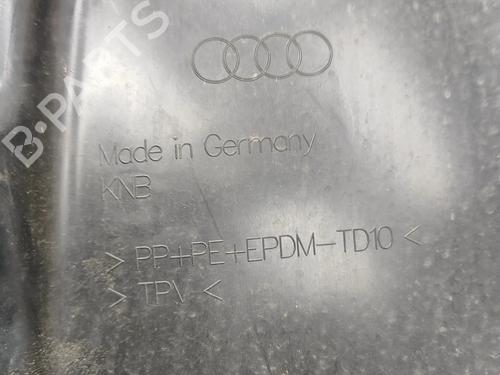 B-PARTS
Made in Germany
KNB
> PP+PE+EPDM-TD10 <
> TPV <